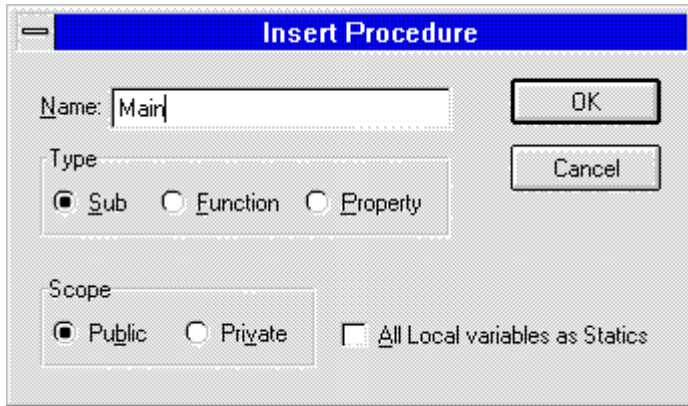 Insert Procedure
Name: Main
OK
Type
Cancel
Sub Function Property
Scope
Public Private All Local variables as Statics